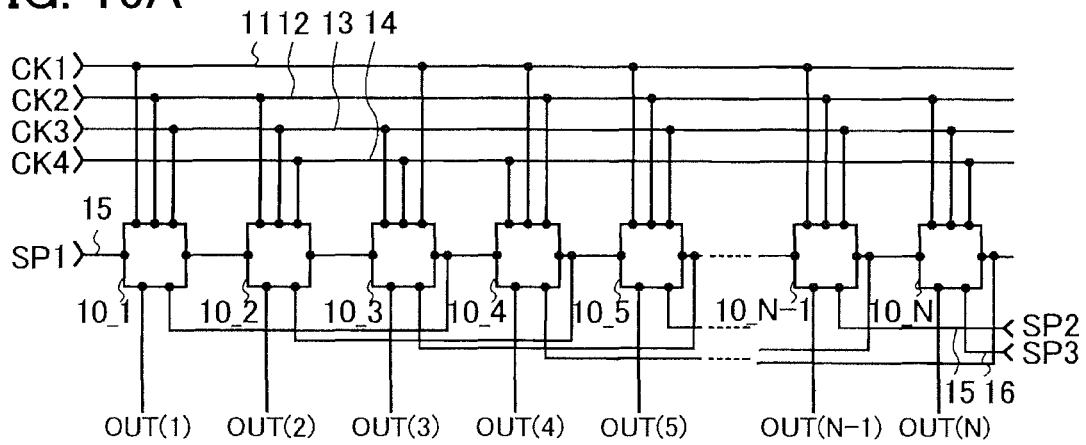 FIG. 10A
11 12 13 14
CK1
CK2
CK3
CK4
15
SP1
10_1 10_2 10_3 10_4 10_5 10_N-1 10_N
SP2
SP3
15 16
OUT(1) OUT(2) OUT(3) OUT(4) OUT(5) OUT(N-1) OUT(N)